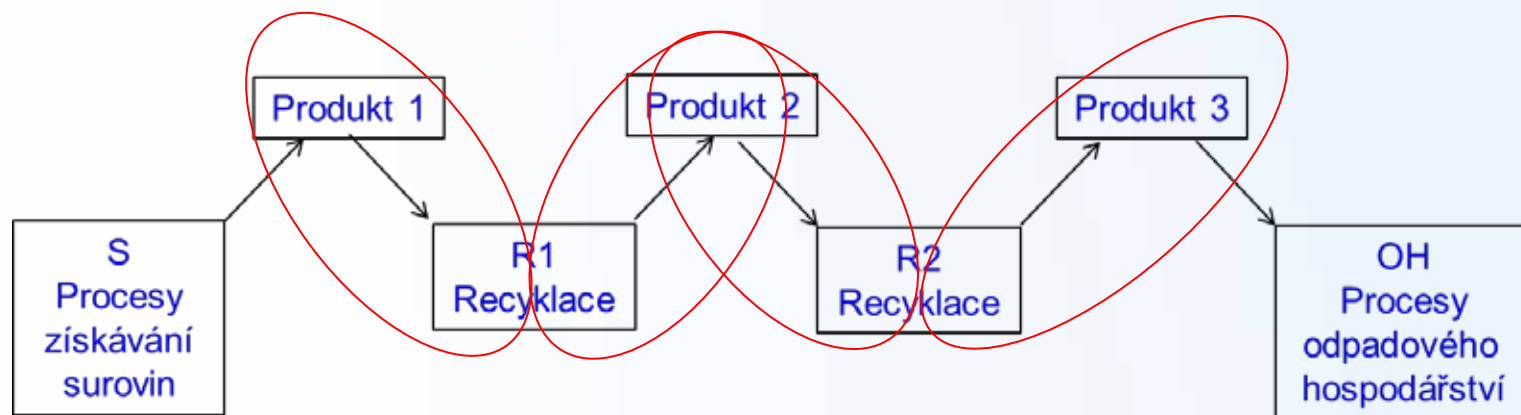 Produkt 1
Produkt 2
Produkt 3
S
Procesy
získávání
surovin
R1
Recyklace
R2
Recyklace
OH
Procesy
odpadového
hospodářství